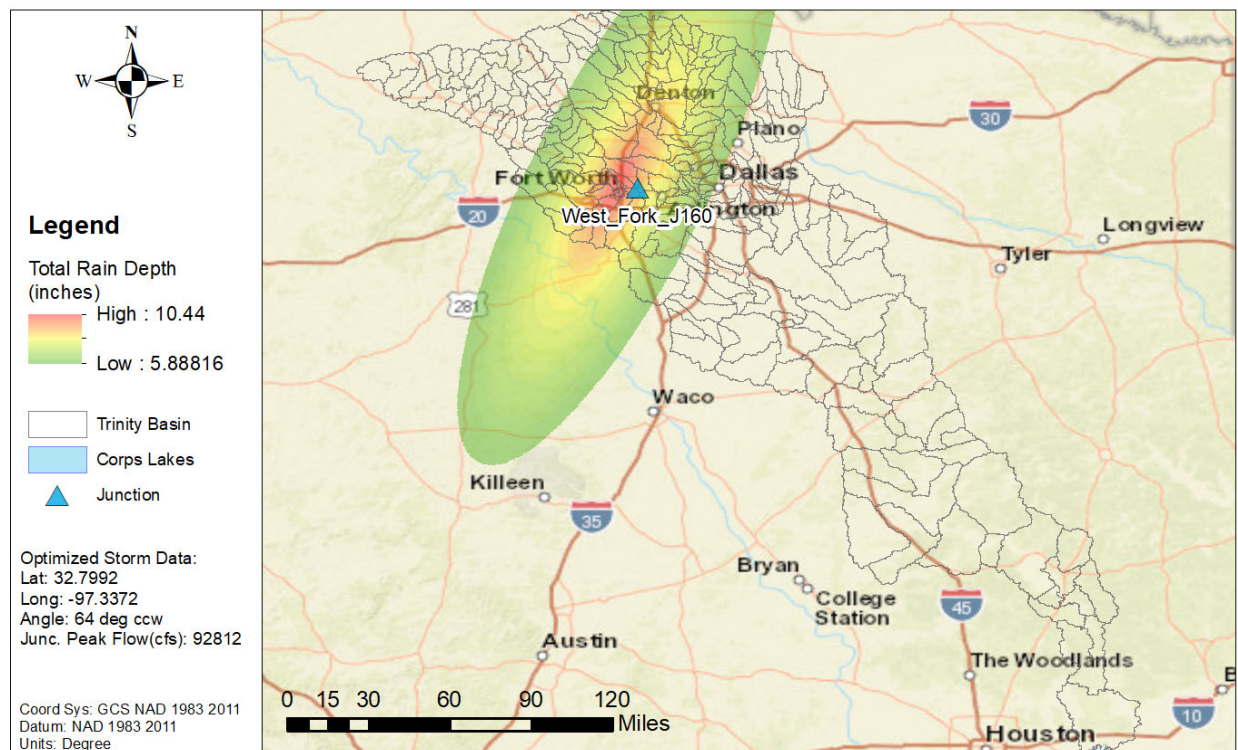 N
W
E
S
Legend
Total Rain Depth
(inches)
High : 10.44
Low : 5.88816
Trinity Basin
Corps Lakes
Junction
Optimized Storm Data:
Lat: 32.7992
Long: -97.3372
Angle: 64 deg ccw
Junc. Peak Flow(cfs): 92812
Coord Sys: GCS NAD 1983 2011
Datum: NAD 1983 2011
Units: Degree
Denton
Plano
30
Fort Worth
Dallas
20
West_Fork_J160
ngton
Longview
Tyler
281
Waco
Killeen
35
Bryan
College
Station
45
Austin
The Woodlands
B
10
Houston
0 15 30 60 90 120
Miles